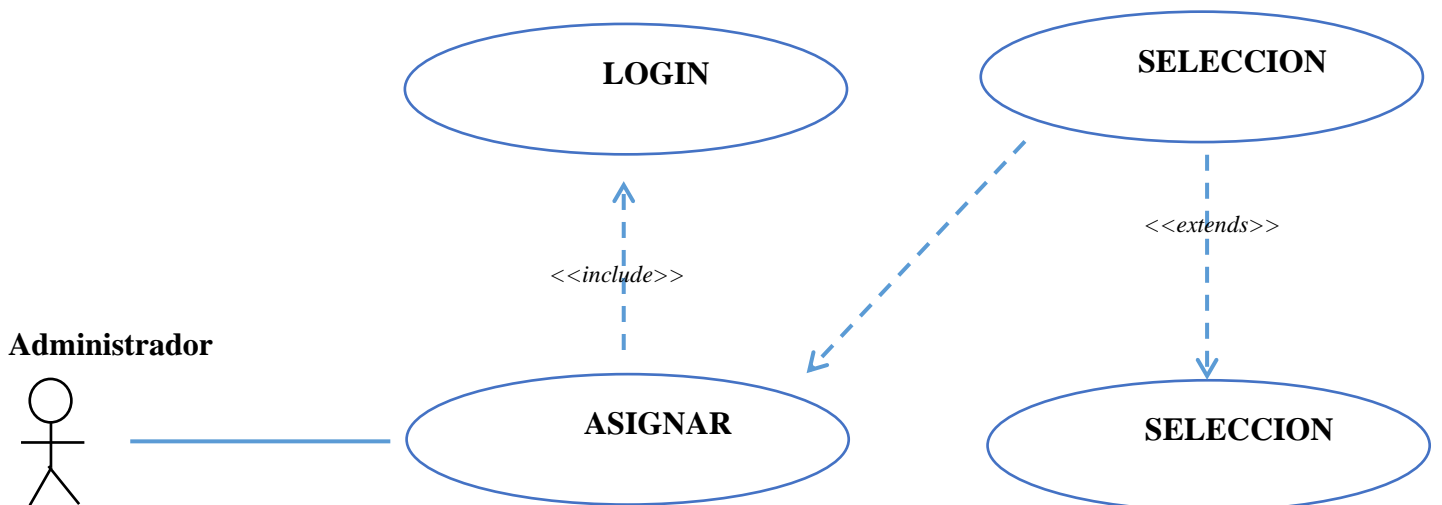 LOGIN
SELECCION
<<extends>>
<<include>>
Administrador
ASIGNAR
SELECCION